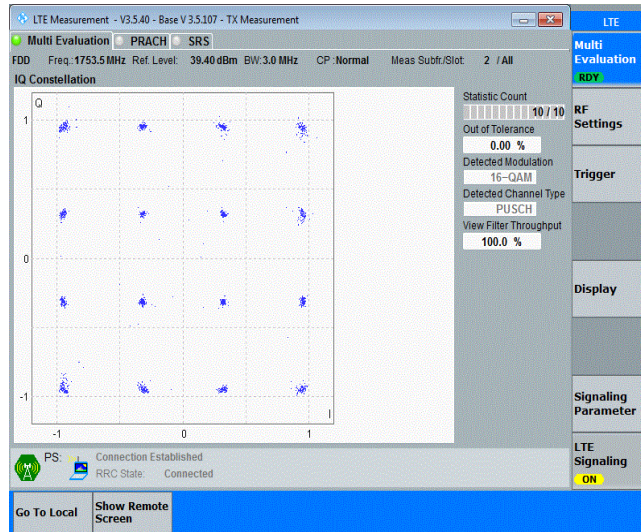 LTE Measurement - V3.5.40 - Base V 3.5.107 - TX Measurement
LTE
Multi Evaluation PRACH SRS
Multi
Evaluation
RDY
FDD Freq.:1753.5 MHz Ref. Level: 39.40 dBm BW:3.0 MHz CP :Normal Meas Subfr./Slot: 2 / All
IQ Constellation
Q
1
0
-1
-1 0 1
I
Statistic Count
10 / 10
Out of Tolerance
0.00 %
Detected Modulation
16-QAM
Detected Channel Type
PUSCH
View Filter Throughput
100.0 %
RF
Settings
Trigger
Display
Signaling
Parameter
LTE
Signaling
ON
PS: Connection Established
RRC State: Connected
Go To Local
Show Remote
Screen